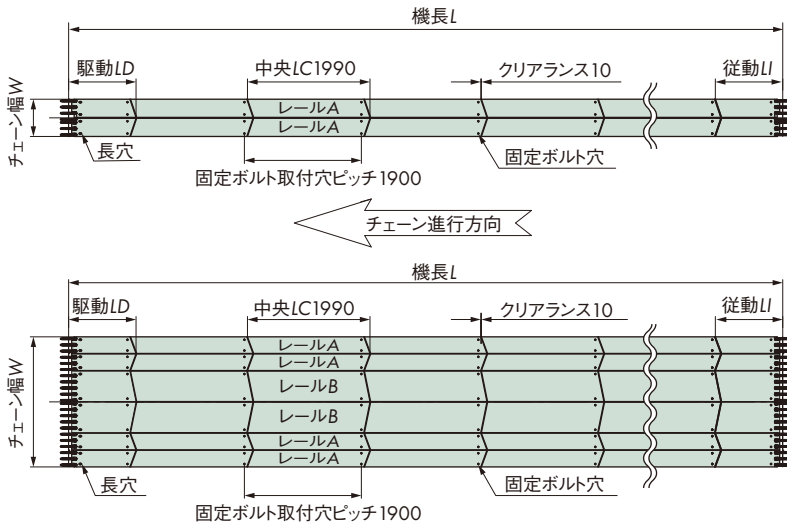 機長L
駆動LD
中央LC1990
クリアランス10
従動LI
チェーン幅W
レールA
レールA
長穴
固定ボルト穴
固定ボルト取付穴ピッチ1900
チェーン進行方向
機長L
駆動LD
中央LC1990
クリアランス10
従動LI
チェーン幅W
レールA
レールA
レールB
レールB
レールA
レールA
長穴
固定ボルト穴
固定ボルト取付穴ピッチ1900